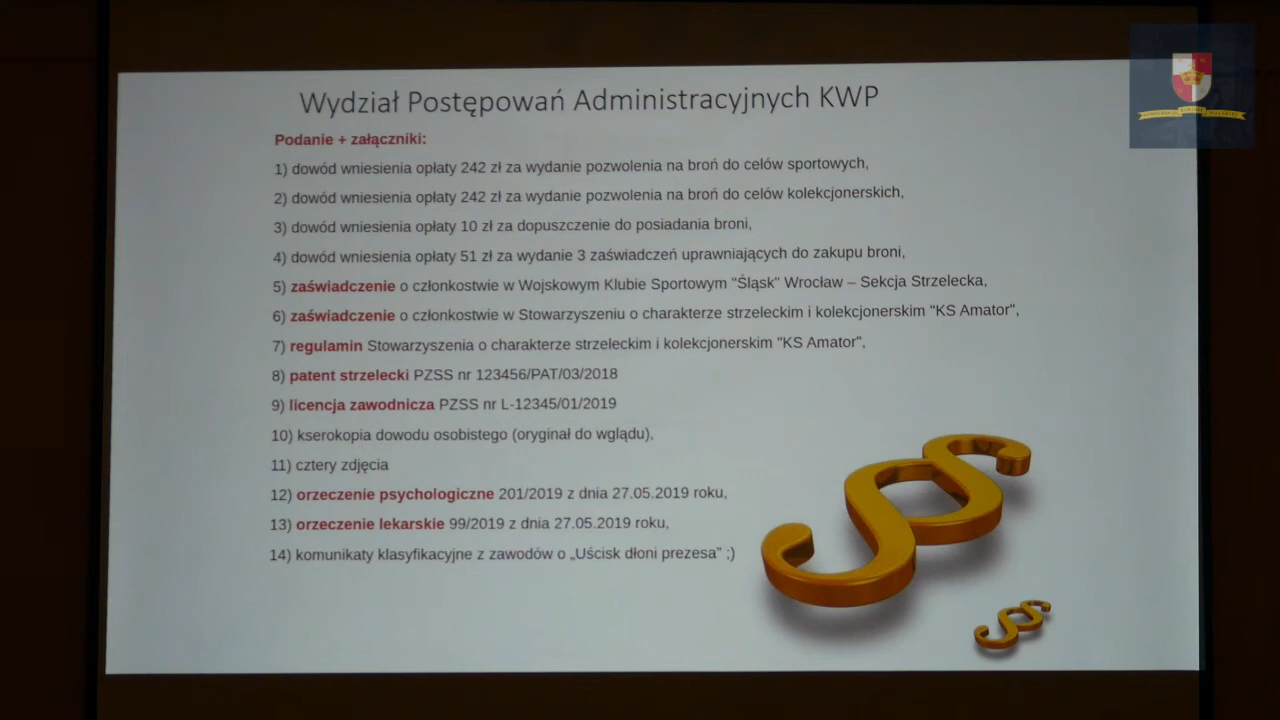 Wydział Postępowań Administracyjnych KWP
Podanie + załączniki:
1) dowód wniesienia opłaty 242 zł za wydanie pozwolenia na broń do celów sportowych,
2) dowód wniesienia opłaty 242 zł za wydanie pozwolenia na broń do celów kolekcjonerskich,
3) dowód wniesienia opłaty 10 zł za dopuszczenie do posiadania broni,
4) dowód wniesienia opłaty 51 zł za wydanie 3 zaświadczeń uprawniających do zakupu broni,
5) zaświadczenie o członkostwie w Wojskowym Klubie Sportowym "Śląsk" Wrocław – Sekcja Strzelecka,
6) zaświadczenie o członkostwie w Stowarzyszeniu o charakterze strzeleckim i kolekcjonerskim "KS Amator",
7) regulamin Stowarzyszenia o charakterze strzeleckim i kolekcjonerskim "KS Amator",
8) patent strzelecki PZSS nr 123456/PAT/03/2018
9) licencja zawodnicza PZSS nr L-12345/01/2019
10) kserokopia dowodu osobistego (oryginał do wglądu),
11) cztery zdjęcia
12) orzeczenie psychologiczne 201/2019 z dnia 27.05.2019 roku,
13) orzeczenie lekarskie 99/2019 z dnia 27.05.2019 roku,
14) komunikaty klasyfikacyjne z zawodów o „Uścisk dłoni prezesa” ;)